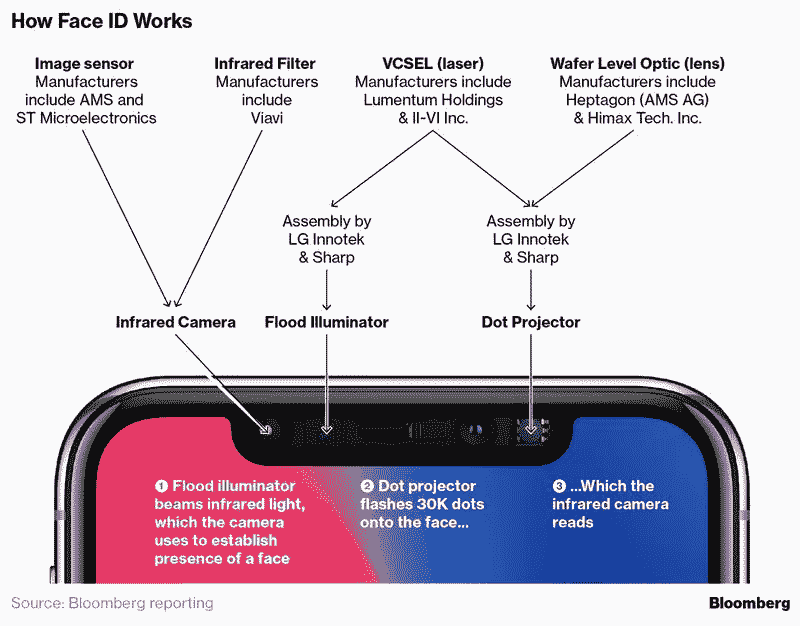 How Face ID Works
Image sensor
Manufacturers
include AMS and
ST Microelectronics
Infrared Filter
Manufacturers
include
Viavi
VCSEL (laser)
Manufacturers include
Lumentum Holdings
& II-VI Inc.
Wafer Level Optic (lens)
Manufacturers include
Heptagon (AMS AG)
& Himax Tech. Inc.
Assembly by
LG Innotek
& Sharp
Assembly by
LG Innotek
& Sharp
Infrared Camera
Flood Illuminator
Dot Projector
1 Flood illuminator
beams infrared light,
which the camera
uses to establish
presence of a face
2 Dot projector
flashes 30K dots
onto the face...
3 ...Which the
infrared camera
reads
Source: Bloomberg reporting
Bloomberg